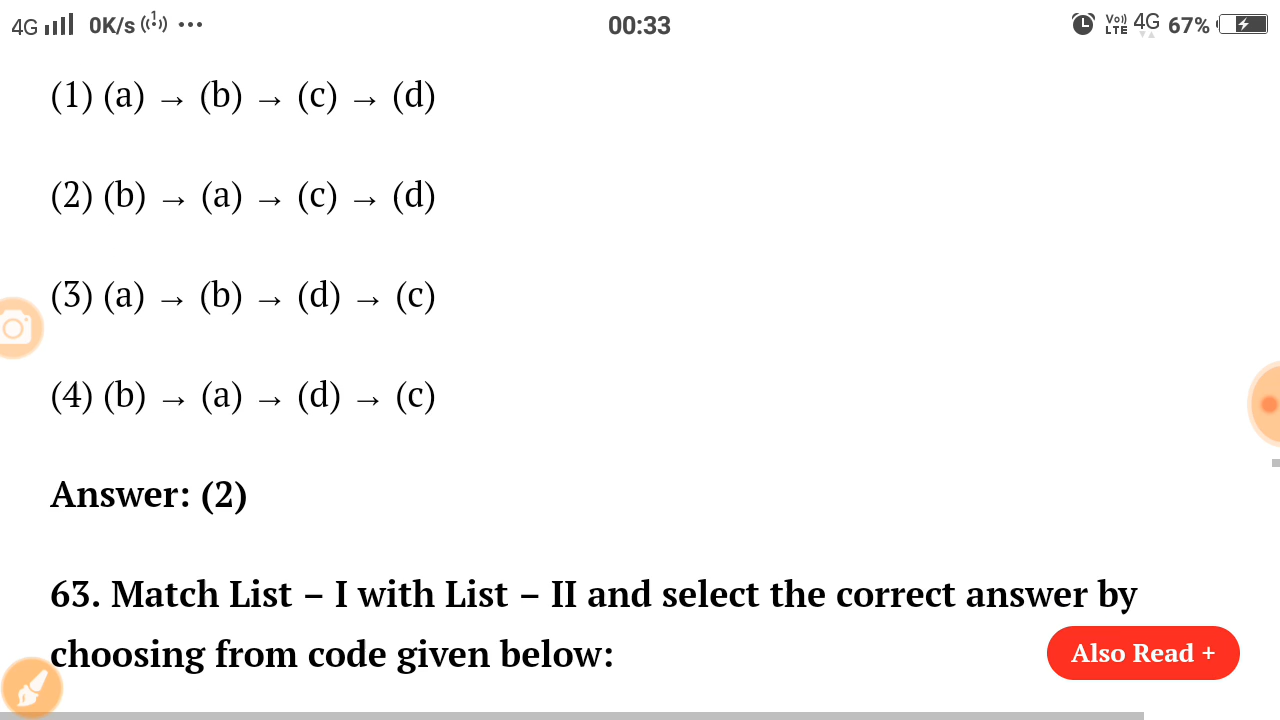 4G 0K/s 1 ••• 00:33 Vo)) LTE 4G 67%
(1) (a) → (b) → (c) → (d)
(2) (b) → (a) → (c) → (d)
(3) (a) → (b) → (d) → (c)
(4) (b) → (a) → (d) → (c)
Answer: (2)
63. Match List – I with List – II and select the correct answer by
choosing from code given below:
Also Read +